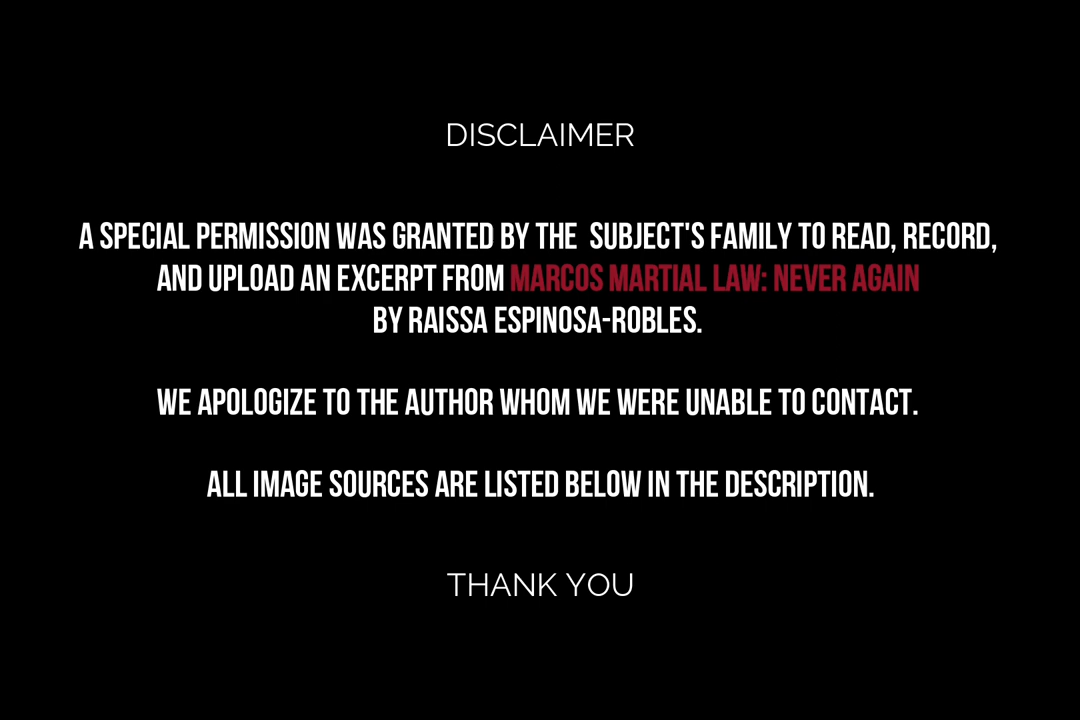 DISCLAIMER
A SPECIAL PERMISSION WAS GRANTED BY THE SUBJECT'S FAMILY TO READ, RECORD,
AND UPLOAD AN EXCERPT FROM MARCOS MARTIAL LAW: NEVER AGAIN
BY RAISSA ESPINOSA-ROBLES.
WE APOLOGIZE TO THE AUTHOR WHOM WE WERE UNABLE TO CONTACT.
ALL IMAGE SOURCES ARE LISTED BELOW IN THE DESCRIPTION.
THANK YOU